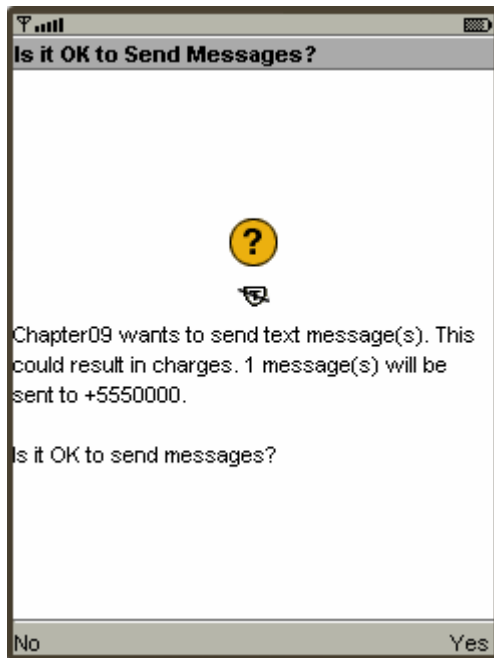 Is it OK to Send Messages?
?
Chapter09 wants to send text message(s). This
could result in charges. 1 message(s) will be
sent to +5550000.
Is it OK to send messages?
No
Yes